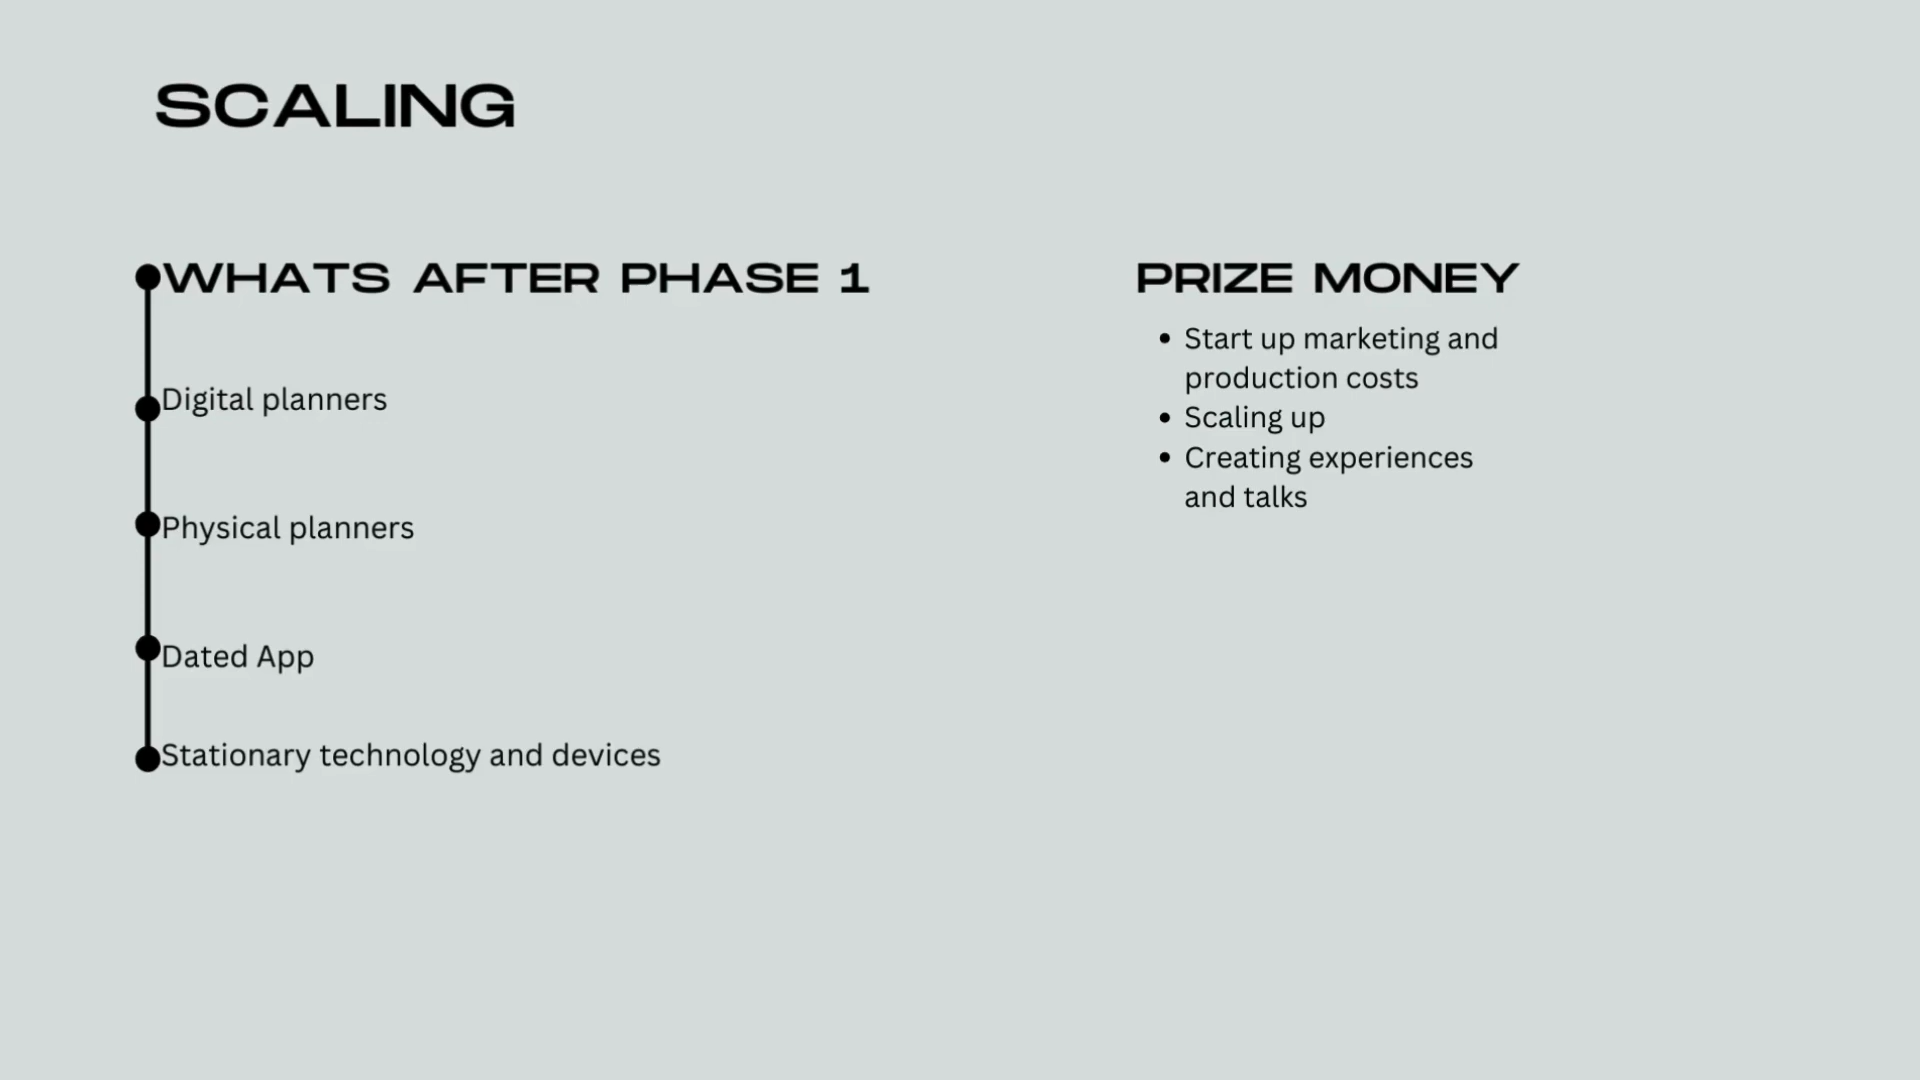 SCALING
WHATS AFTER PHASE 1
Digital planners
Physical planners
Dated App
Stationary technology and devices
PRIZE MONEY
• Start up marketing and
production costs
• Scaling up
• Creating experiences
and talks